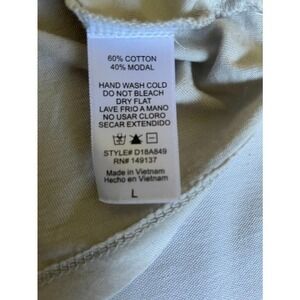 60% COTTON
40% MODAL
HAND WASH COLD
DO NOT BLEACH
DRY FLAT
LAVE FRIO A MANO
NO USAR CLORO
SECAR EXTENDIDO
STYLE# D18A849
RN# 149137
Made in Vietnam
Hecho en Vietnam
L